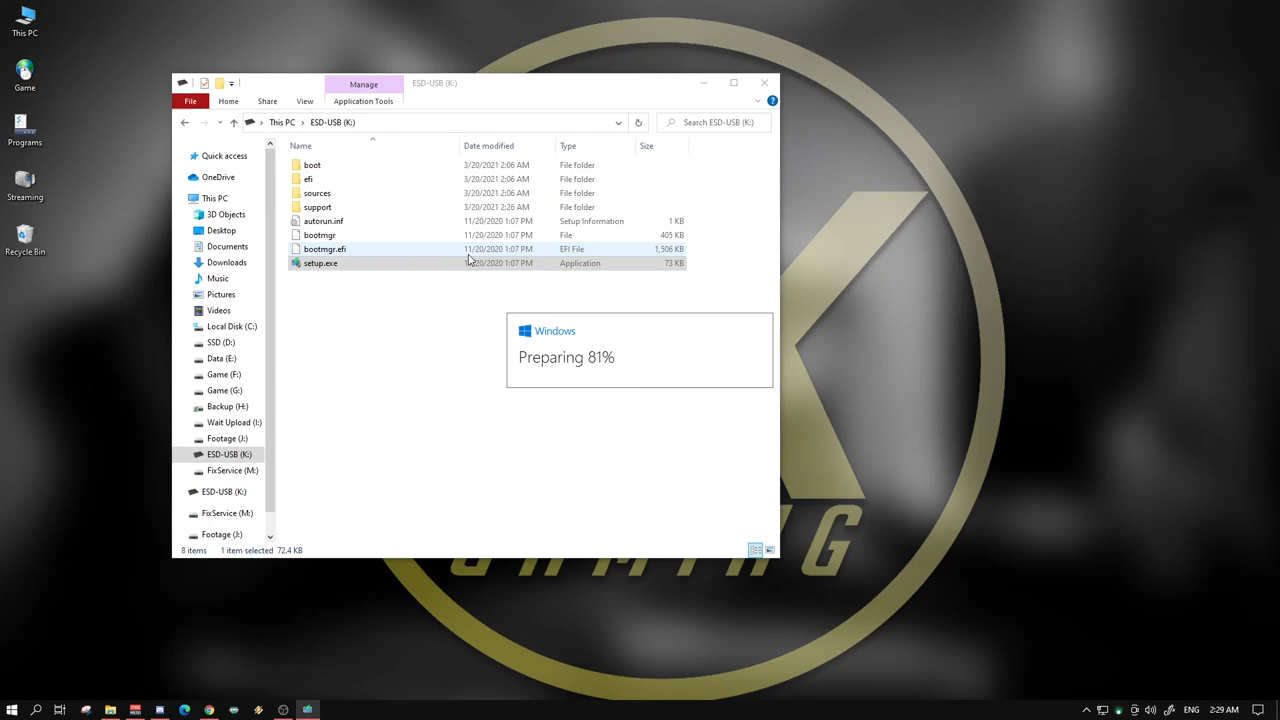 This PC
Game
Programs
Streaming
Recycle Bin
Manage
ESD-USB (K:)
File
Home
Share
View
Application Tools
This PC > ESD-USB (K:)
Search ESD-USB (K:)
Name
Date modified
Type
Size
boot 3/20/2021 2:06 AM File folder
efi 3/20/2021 2:06 AM File folder
sources 3/20/2021 2:06 AM File folder
support 3/20/2021 2:26 AM File folder
autorun.inf 11/20/2020 1:07 PM Setup Information 1 KB
bootmgr 11/20/2020 1:07 PM File 405 KB
bootmgr.efi 11/20/2020 1:07 PM EFI File 1,506 KB
setup.exe /20/2020 1:07 PM Application 73 KB
Quick access
OneDrive
This PC
3D Objects
Desktop
Documents
Downloads
Music
Pictures
Videos
Local Disk (C:)
SSD (D:)
Data (E:)
Game (F:)
Game (G:)
Backup (H:)
Wait Upload (I:)
Footage (J:)
ESD-USB (K:)
FixService (M:)
ESD-USB (K:)
FixService (M:)
Footage (J:)
8 items
1 item selected 72.4 KB
Windows
Preparing 81%
K
GAMING
2:29 AM